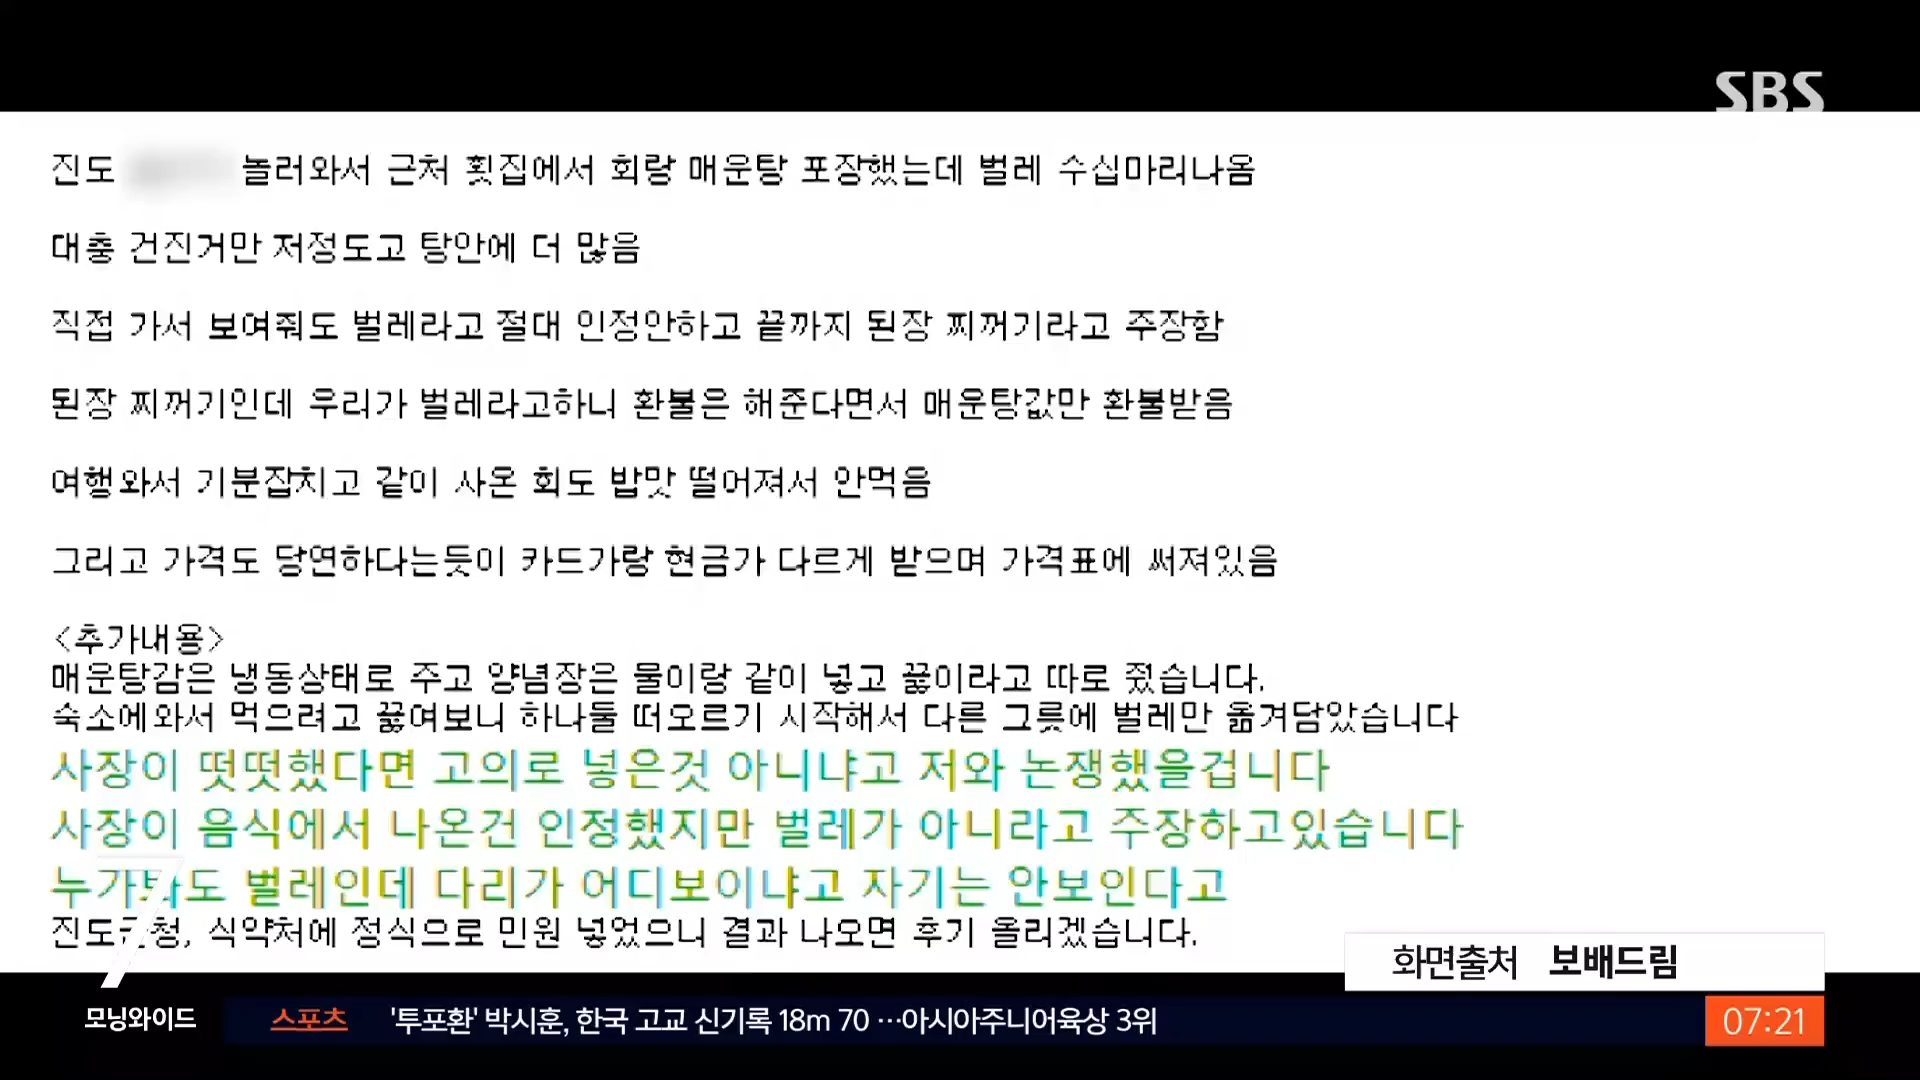 SBS
진도 놀러와서 근처 횟집에서 회랑 매운탕 포장했는데 벌레 수십마리나옴
대충 건진거만 저정도고 탕안에 더 많음
직접 가서 보여줘도 벌레라고 절대 인정안하고 끝까지 된장 찌꺼기라고 주장함
된장 찌꺼기인데 우리가 벌레라고하니 환불은 해준다면서 매운탕값만 환불받음
여행와서 기분잡치고 같이 사온 회도 밥맛 떨어져서 안먹음
그리고 가격도 당연하다는듯이 카드가랑 현금가 다르게 받으며 가격표에 써져있음
<추가내용>
매운탕감은 냉동상태로 주고 양념장은 물이랑 같이 넣고 끓이라고 따로 줬습니다.
숙소에와서 먹으려고 끓여보니 하나둘 떠오르기 시작해서 다른 그릇에 벌레만 옮겨담았습니다
사장이 떳떳했다면 고의로 넣은것 아니냐고 저와 논쟁했을겁니다
사장이 음식에서 나온건 인정했지만 벌레가 아니라고 주장하고있습니다
누가봐도 벌레인데 다리가 어디보이냐고 자기는 안보인다고
진도군청, 식약처에 정식으로 민원 넣었으니 결과 나오면 후기 올리겠습니다.
화면출처 보배드림
7
모닝와이드 스포츠 '투포환' 박시훈, 한국 고교 신기록 18m 70…아시아주니어육상 3위 07:21